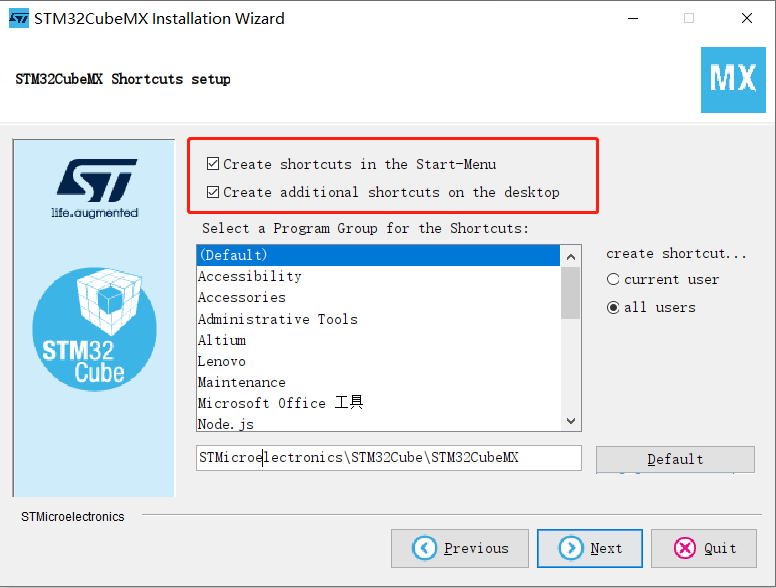 STM32CubeMX Installation Wizard
STM32CubeMX Shortcuts setup
MX
ST
life.augmented
STM32
Cube
Create shortcuts in the Start-Menu
Create additional shortcuts on the desktop
Select a Program Group for the Shortcuts:
(Default)
Accessibility
Accessories
Administrative Tools
Altium
Lenovo
Maintenance
Microsoft Office 工具
Node.js
create shortcut...
current user
all users
STMicroelectronics\STM32Cube\STM32CubeMX
Default
STMicroelectronics
Previous
Next
Quit